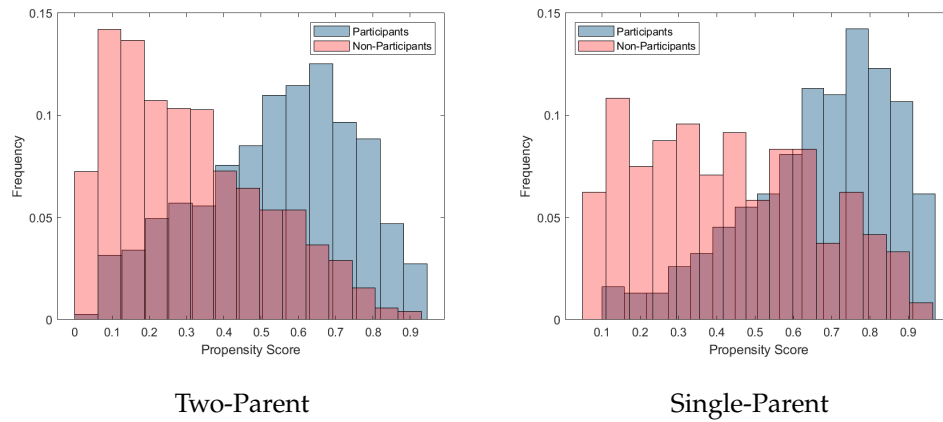 0.15
0.1
0.05
0
Frequency
Participants
Non-Participants
0 0.1 0.2 0.3 0.4 0.5 0.6 0.7 0.8 0.9
Propensity Score
Two-Parent
0.15
0.1
0.05
0
Frequency
Participants
Non-Participants
0.1 0.2 0.3 0.4 0.5 0.6 0.7 0.8 0.9
Propensity Score
Single-Parent